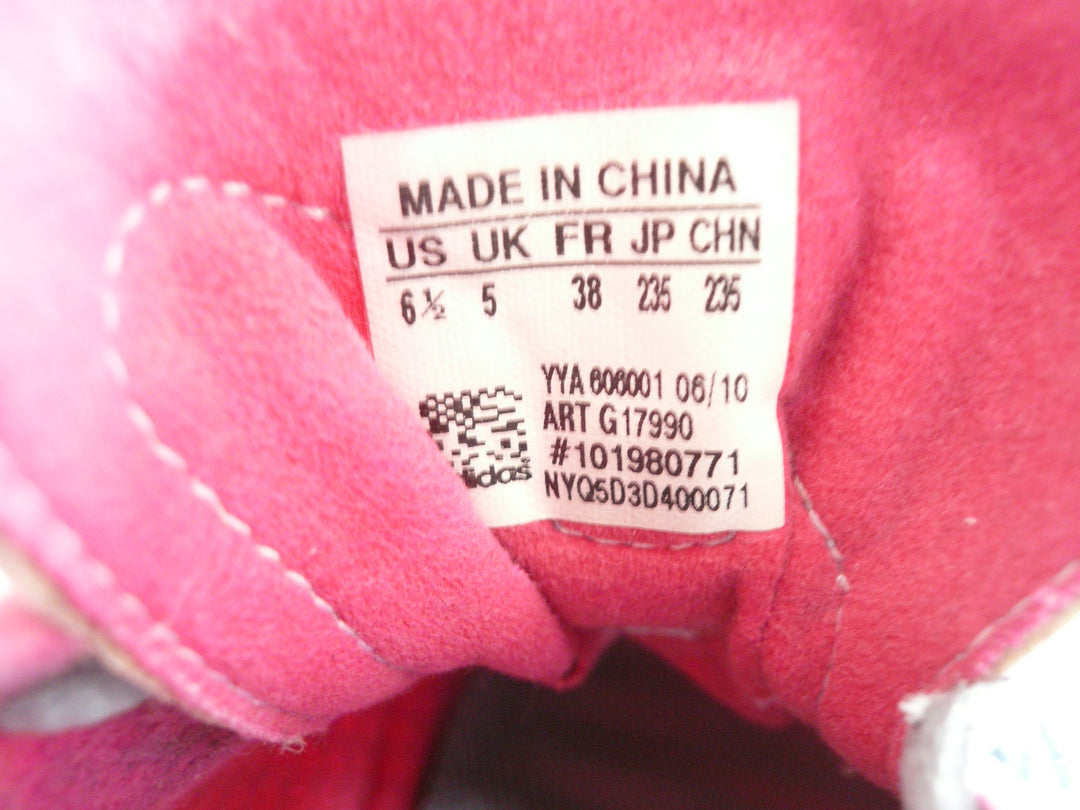 MADE IN CHINA
US UK FR JP CHN
6½ 5 38 235 235
YYA 606001 06/10
ART G17990
#101980771
NYQ5D3D400071
adidas